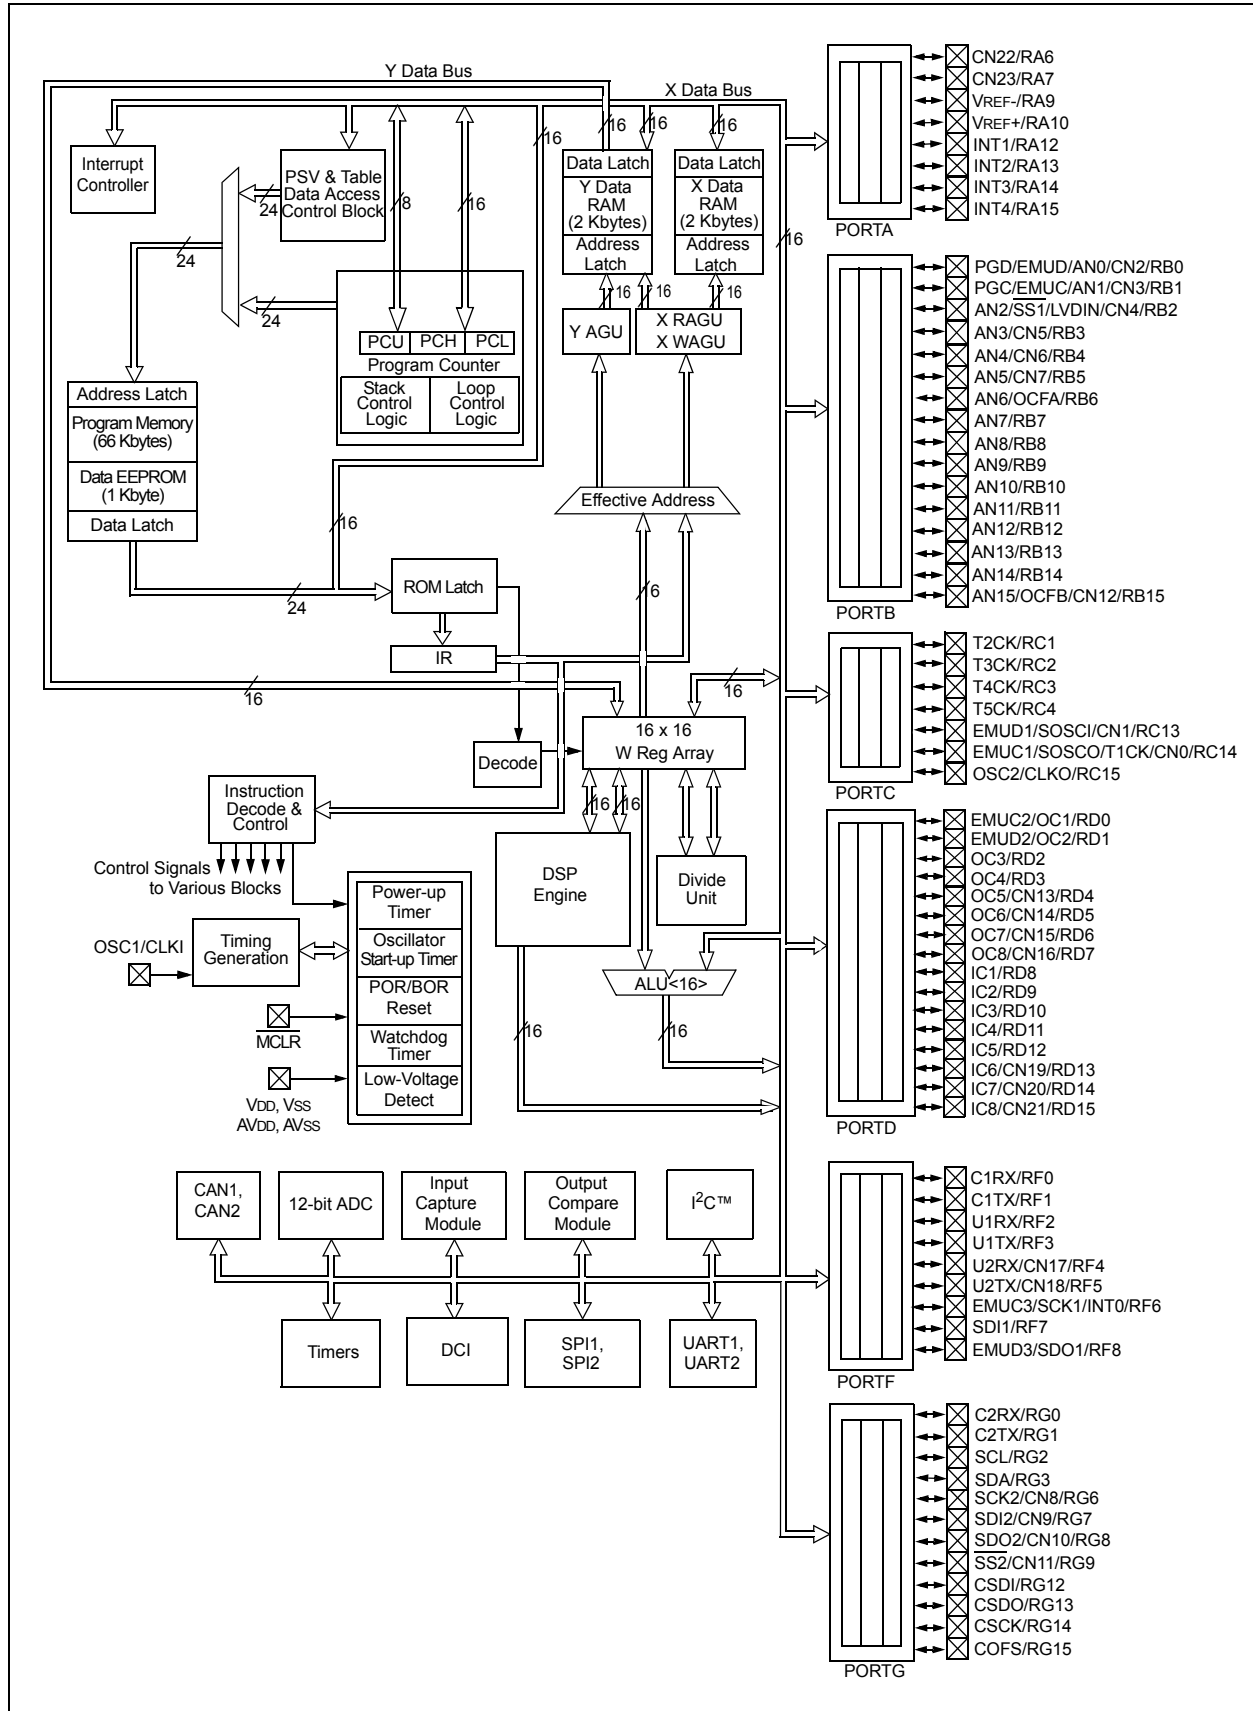 Y Data Bus
X Data Bus
16
16
16
16
16
Interrupt
Controller
PSV & Table
Data Access
Control Block
24
24
24
8
16
Data Latch
Y Data
RAM
(2 Kbytes)
Address
Latch
Data Latch
X Data
RAM
(2 Kbytes)
Address
Latch
16
16
16
16
Y AGU
X RAGU
X WAGU
PCU
PCH
PCL
Program Counter
Stack
Control
Logic
Loop
Control
Logic
Address Latch
Program Memory
(66 Kbytes)
Data EEPROM
(1 Kbyte)
Data Latch
16
24
Effective Address
ROM Latch
IR
16
16
16
16 x 16
W Reg Array
Decode
Instruction
Decode &
Control
Control Signals
to Various Blocks
16
16
DSP
Engine
Divide
Unit
Power-up
Timer
Oscillator
Start-up Timer
POR/BOR
Reset
Watchdog
Timer
Low-Voltage
Detect
OSC1/CLKI
Timing
Generation
MCLR
VDD, VSS
AVDD, AVSS
ALU<16>
16
16
CAN1,
CAN2
12-bit ADC
Input
Capture
Module
Output
Compare
Module
I2C™
Timers
DCI
SPI1,
SPI2
UART1,
UART2
CN22/RA6
CN23/RA7
VREF-/RA9
VREF+/RA10
INT1/RA12
INT2/RA13
INT3/RA14
INT4/RA15
PORTA
PGD/EMUD/AN0/CN2/RB0
PGC/EMUC/AN1/CN3/RB1
AN2/SS1/LVDIN/CN4/RB2
AN3/CN5/RB3
AN4/CN6/RB4
AN5/CN7/RB5
AN6/OCFA/RB6
AN7/RB7
AN8/RB8
AN9/RB9
AN10/RB10
AN11/RB11
AN12/RB12
AN13/RB13
AN14/RB14
AN15/OCFB/CN12/RB15
PORTB
T2CK/RC1
T3CK/RC2
T4CK/RC3
T5CK/RC4
EMUD1/SOSCI/CN1/RC13
EMUC1/SOSCO/T1CK/CN0/RC14
OSC2/CLKO/RC15
PORTC
EMUC2/OC1/RD0
EMUD2/OC2/RD1
OC3/RD2
OC4/RD3
OC5/CN13/RD4
OC6/CN14/RD5
OC7/CN15/RD6
OC8/CN16/RD7
IC1/RD8
IC2/RD9
IC3/RD10
IC4/RD11
IC5/RD12
IC6/CN19/RD13
IC7/CN20/RD14
IC8/CN21/RD15
PORTD
C1RX/RF0
C1TX/RF1
U1RX/RF2
U1TX/RF3
U2RX/CN17/RF4
U2TX/CN18/RF5
EMUC3/SCK1/INT0/RF6
SDI1/RF7
EMUD3/SDO1/RF8
PORTF
C2RX/RG0
C2TX/RG1
SCL/RG2
SDA/RG3
SCK2/CN8/RG6
SDI2/CN9/RG7
SDO2/CN10/RG8
SS2/CN11/RG9
CSDI/RG12
CSDO/RG13
CSCK/RG14
COFS/RG15
PORTG